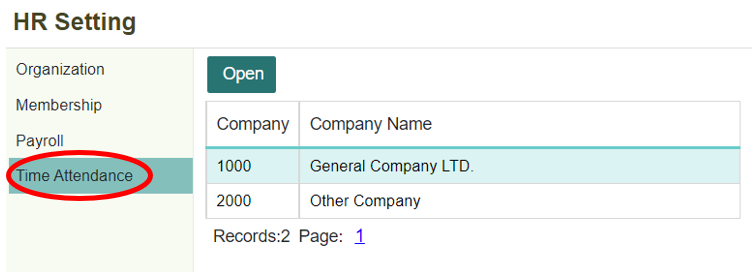 HR Setting
Organization
Membership
Payroll
Time Attendance
Open
Company Company Name
1000 General Company LTD.
2000 Other Company
Records:2 Page: 1